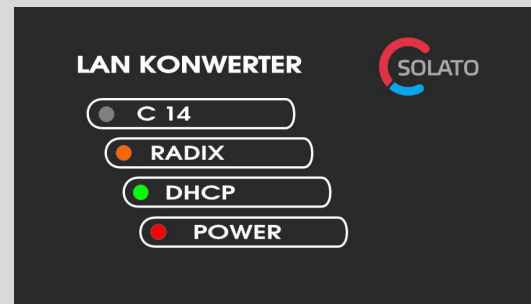 LAN KONWERTER
SOLATO
C 14
RADIX
DHCP
POWER